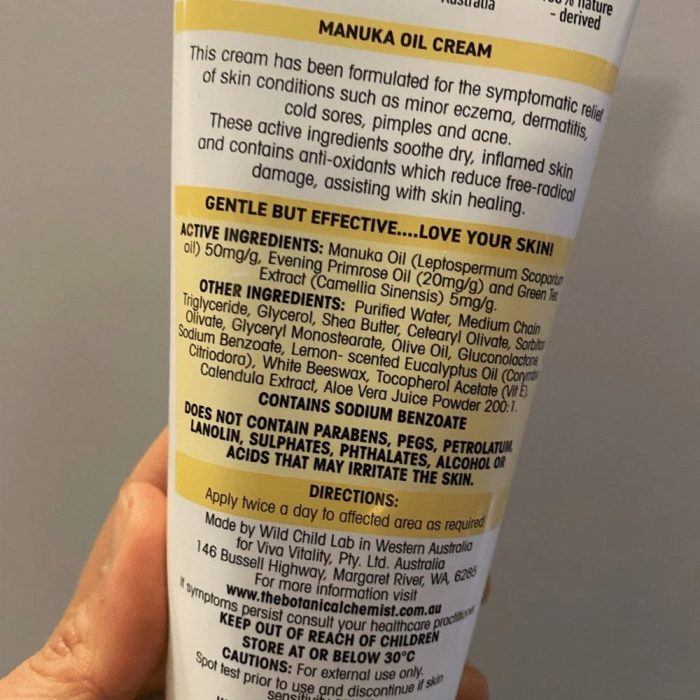 Australia
nature
- derived
MANUKA OIL CREAM
This cream has been formulated for the symptomatic relief
of skin conditions such as minor eczema, dermatitis,
cold sores, pimples and acne.
These active ingredients soothe dry, inflamed skin
and contains anti-oxidants which reduce free-radical
damage, assisting with skin healing.
GENTLE BUT EFFECTIVE....LOVE YOUR SKIN!
ACTIVE INGREDIENTS: Manuka Oil (Leptospermum Scoparium
oil) 50mg/g, Evening Primrose Oil (20mg/g) and Green Tea
Extract (Camellia Sinensis) 5mg/g.
OTHER INGREDIENTS: Purified Water, Medium Chain
Triglyceride, Glycerol, Shea Butter, Cetearyl Olivate, Sorbitan
Olivate, Glyceryl Monostearate, Olive Oil, Gluconolactone,
Sodium Benzoate, Lemon- scented Eucalyptus Oil (Corymbia
Citriodora), White Beeswax, Tocopherol Acetate (Vit E),
Calendula Extract, Aloe Vera Juice Powder 200:1.
CONTAINS SODIUM BENZOATE
DOES NOT CONTAIN PARABENS, PEGS, PETROLATUM,
LANOLIN, SULPHATES, PHTHALATES, ALCOHOL OR
ACIDS THAT MAY IRRITATE THE SKIN.
DIRECTIONS:
Apply twice a day to affected area as required
Made by Wild Child Lab in Western Australia
for Viva Vitality, Pty. Ltd. Australia
146 Bussell Highway, Margaret River, WA, 6285
For more information visit
www.thebotanicalchemist.com.au
If symptoms persist consult your healthcare practitioner
KEEP OUT OF REACH OF CHILDREN
STORE AT OR BELOW 30°C
CAUTIONS: For external use only.
Spot test prior to use and discontinue if skin